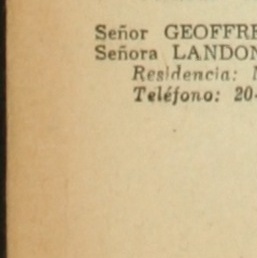 Señor GEOFFRE
Señora LANDON
Residencia:
Teléfono: 20